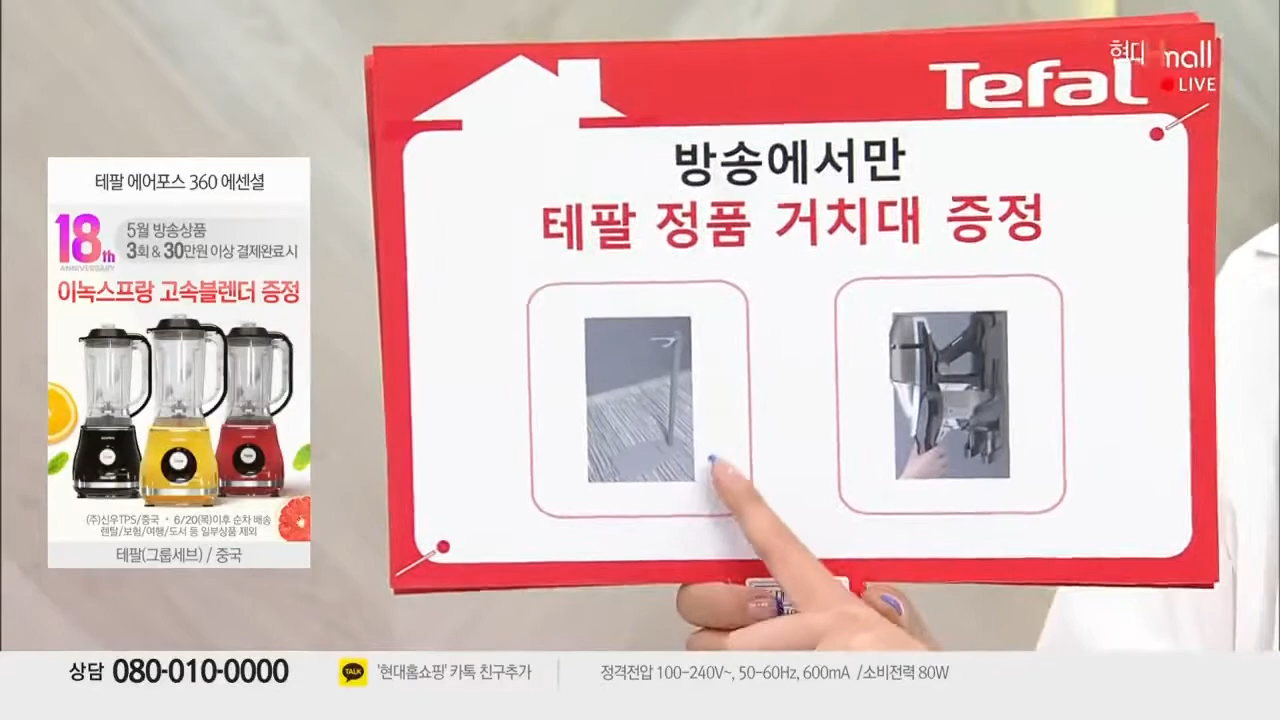 현대Hmall
LIVE
Tefal
방송에서만
테팔 정품 거치대 증정
테팔 에어포스 360 에센셜
18th
ANNIVERSARY
5월 방송상품
3회 & 30만원 이상 결제완료 시
이녹스프랑 고속블렌더 증정
(주)신우TPS/중국 • 6/20(목)이후 순차 배송
렌탈/보험/여행/도서 등 일부상품 제외
테팔(그룹세브) / 중국
상담 080-010-0000
TALK
'현대홈쇼핑' 카톡 친구추가
정격전압 100-240V~, 50-60Hz, 600mA /소비전력 80W